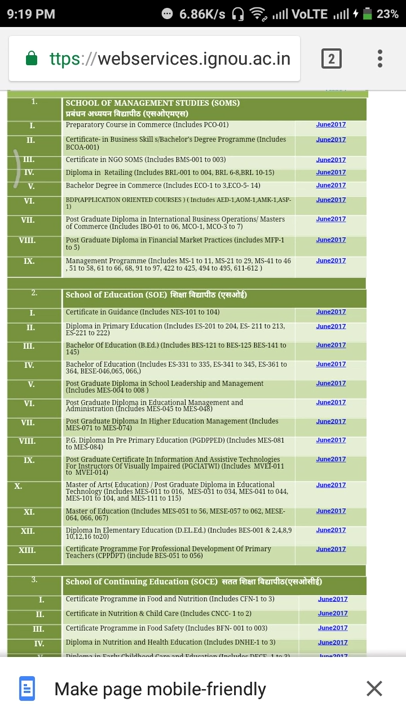 9:19 PM 6.86K/s VoLTE 23%
ttps://webservices.ignou.ac.in 2
1. SCHOOL OF MANAGEMENT STUDIES (SOMS)
प्रबंधन अध्ययन विद्यापीठ (एसओएमएस)
I. Preparatory Course in Commerce (Includes PCO-01) June2017
II. Certificate- in Business Skill s/Bachelor's Degree Programme (Includes June2017
BCOA-001)
III. Certificate in NGO SOMS (Includes BMS-001 to 003) June2017
IV. Diploma in Retailing (Includes BRL-001 to 004, BRL 6-8,BRL 10-15) June2017
V. Bachelor Degree in Commerce (Includes ECO-1 to 3,ECO-5- 14) June2017
VI. BDP(APPLICATION ORIENTED COURSES ) ( Includes AED-1,AOM-1,AMK-1,ASP- June2017
1)
VII. Post Graduate Diploma in International Business Operations/ Masters June2017
of Commerce (Includes IBO-01 to 06, MCO-1, MCO-3 to 7)
VIII. Post Graduate Diploma in Financial Market Practices (includes MFP-1 June2017
to 5)
IX. Management Programme (Includes MS-1 to 11, MS-21 to 29, MS-41 to 46 June2017
, 51 to 58, 61 to 66, 68, 91 to 97, 422 to 425, 494 to 495, 611-612 )
2. School of Education (SOE) शिक्षा विद्यापीठ (एसओई)
I. Certificate in Guidance (Includes NES-101 to 104) June2017
II. Diploma in Primary Education (Includes ES-201 to 204, ES- 211 to 213, June2017
ES-221 to 222)
III. Bachelor Of Education (B.Ed.) (Includes BES-121 to BES-125 BES-141 to June2017
145)
IV. Bachelor of Education (Includes ES-331 to 335, ES-341 to 345, ES-361 to June2017
364, BESE-046,065, 066,)
V. Post Graduate Diploma in School Leadership and Management June2017
(Includes MES-004 to 008 )
VI. Post Graduate Diploma in Educational Management and June2017
Administration (Includes MES-045 to MES-048)
VII. Post Graduate Diploma In Higher Education Management (Includes June2017
MES-071 to MES-074)
VIII. P.G. Diploma In Pre Primary Education (PGDPPED) (Includes MES-081 June2017
to MES-084)
IX. Post Graduate Certificate In Information And Assistive Technologies June2017
For Instructors Of Visually Impaired (PGCIATWI) (Includes MVEI-011
to MVEI-014)
X. Master of Arts( Education) / Post Graduate Diploma in Educational June2017
Technology (Includes MES-011 to 016, MES-031 to 034, MES-041 to 044,
MES-101 to 104, and MES-111 to 115)
XI. Master of Education (Includes MES-051 to 56, MESE-057 to 062, MESE- June2017
064, 066, 067)
XII. Diploma In Elementary Education (D.EL.Ed.) (Includes BES-001 & 2,4,8,9 June2017
10,12,16 to20)
XIII. Certificate Programme For Professional Development Of Primary June2017
Teachers (CPPDPT) (include BES-051 to 056)
3. School of Continuing Education (SOCE) सतत शिक्षा विद्यापीठ(एसओसीई)
I. Certificate Programme in Food and Nutrition (Includes CFN-1 to 3) June2017
II. Certificate in Nutrition & Child Care (Includes CNCC- 1 to 2) June2017
III. Certificate Programme in Food Safety (Includes BFN- 001 to 003) June2017
IV. Diploma in Nutrition and Health Education (Includes DNHE-1 to 3) June2017
Diploma in Early Childhood Care and Education (Includes DECE- 1 to 3) June2017
Make page mobile-friendly